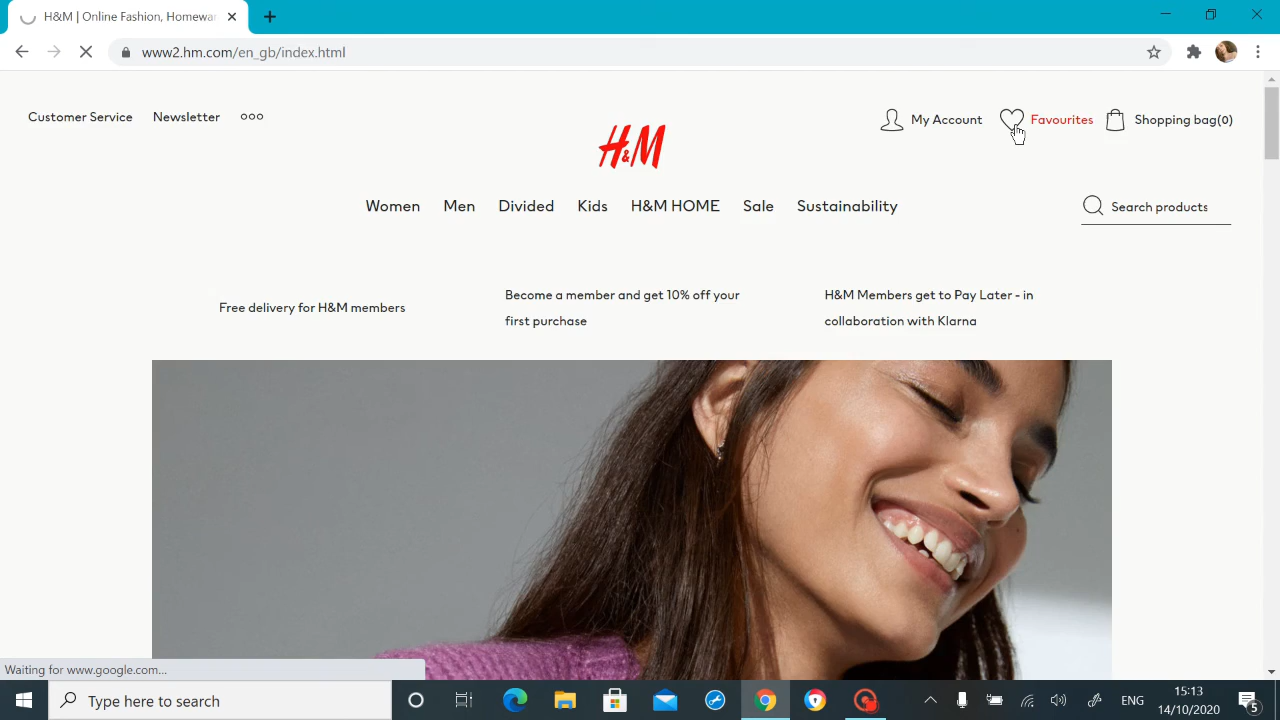 H&M | Online Fashion, Homewar
www2.hm.com/en_gb/index.html
Customer Service Newsletter
My Account Favourites Shopping bag(0)
H&M
Women Men Divided Kids H&M HOME Sale Sustainability
Search products
Free delivery for H&M members
Become a member and get 10% off your
first purchase
H&M Members get to Pay Later - in
collaboration with Klarna
Waiting for www.google.com...
Type here to search
ENG
15:13
14/10/2020
5